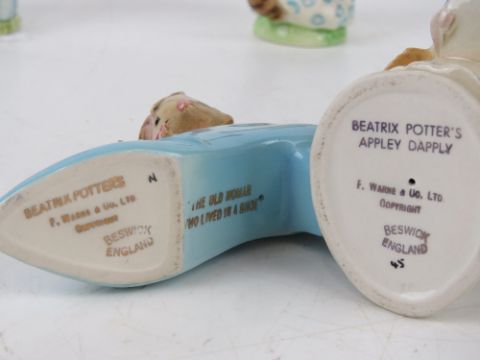 BEATRIX POTTER'S
F. WARNE & CO. LTD.
COPYRIGHT
BESWICK
ENGLAND
N
"THE OLD WOMAN
WHO LIVED IN A SHOE"
BEATRIX POTTER'S
APPLEY DAPPLY
F. WARNE & CO. LTD
COPYRIGHT
BESWICK
ENGLAND
45